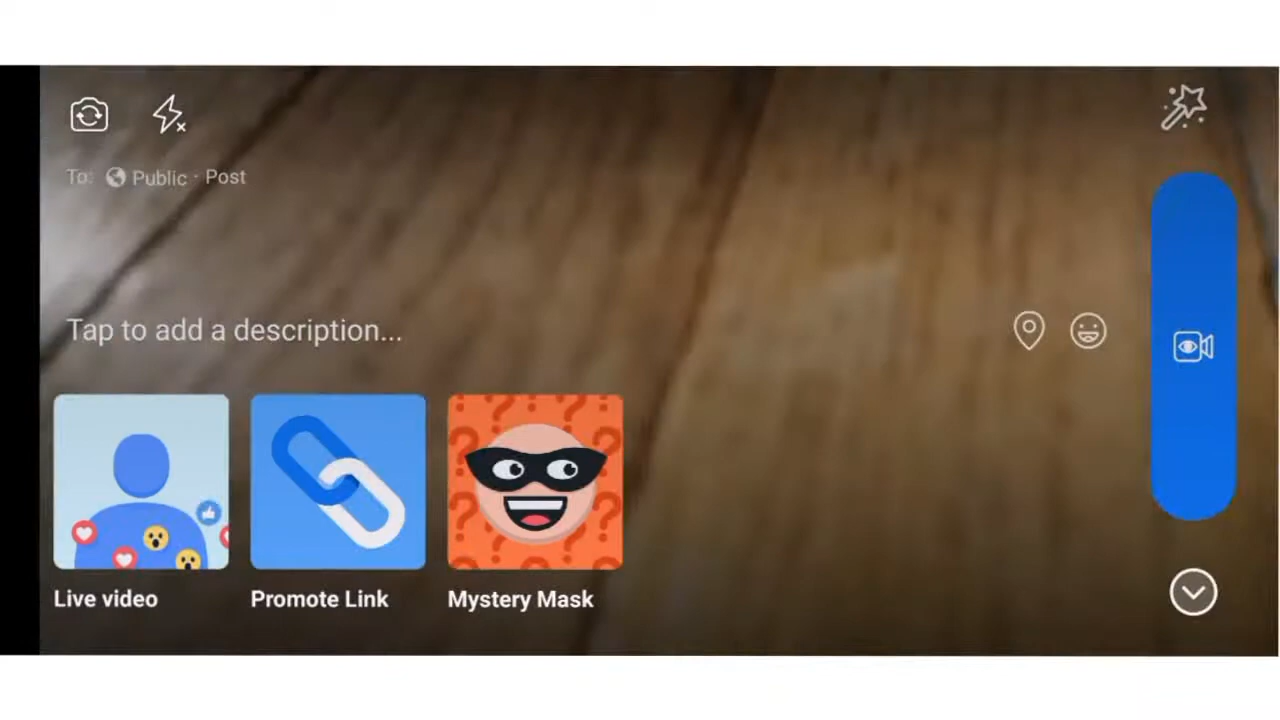 To: Public · Post
Tap to add a description...
Live video
Promote Link
Mystery Mask